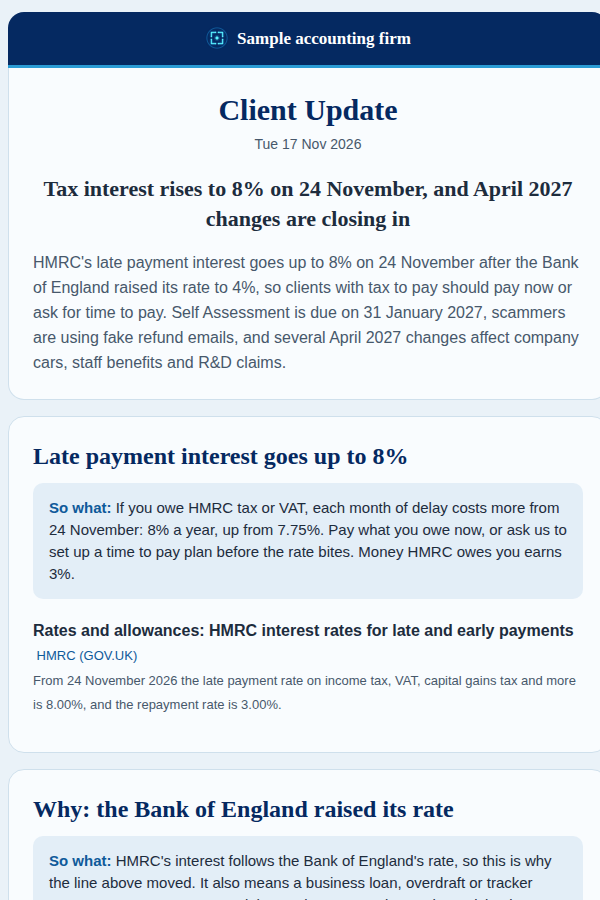 Sample accounting firm
Client Update
Tue 17 Nov 2026
Tax interest rises to 8% on 24 November, and April 2027
changes are closing in
HMRC's late payment interest goes up to 8% on 24 November after the Bank
of England raised its rate to 4%, so clients with tax to pay should pay now or
ask for time to pay. Self Assessment is due on 31 January 2027, scammers
are using fake refund emails, and several April 2027 changes affect company
cars, staff benefits and R&D claims.
Late payment interest goes up to 8%
So what: If you owe HMRC tax or VAT, each month of delay costs more from
24 November: 8% a year, up from 7.75%. Pay what you owe now, or ask us to
set up a time to pay plan before the rate bites. Money HMRC owes you earns
3%.
Rates and allowances: HMRC interest rates for late and early payments
HMRC (GOV.UK)
From 24 November 2026 the late payment rate on income tax, VAT, capital gains tax and more
is 8.00%, and the repayment rate is 3.00%.
Why: the Bank of England raised its rate
So what: HMRC's interest follows the Bank of England's rate, so this is why
the line above moved. It also means a business loan, overdraft or tracker